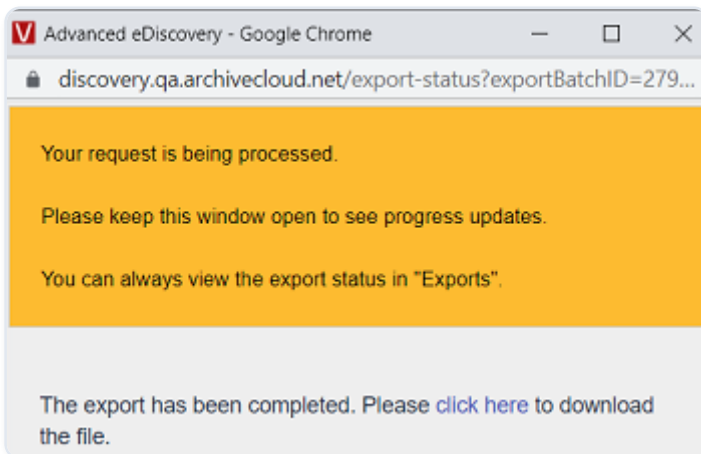 Advanced eDiscovery - Google Chrome
discovery.qa.archivecloud.net/export-status?exportBatchID=279...
Your request is being processed.
Please keep this window open to see progress updates.
You can always view the export status in "Exports".
The export has been completed. Please click here to download
the file.